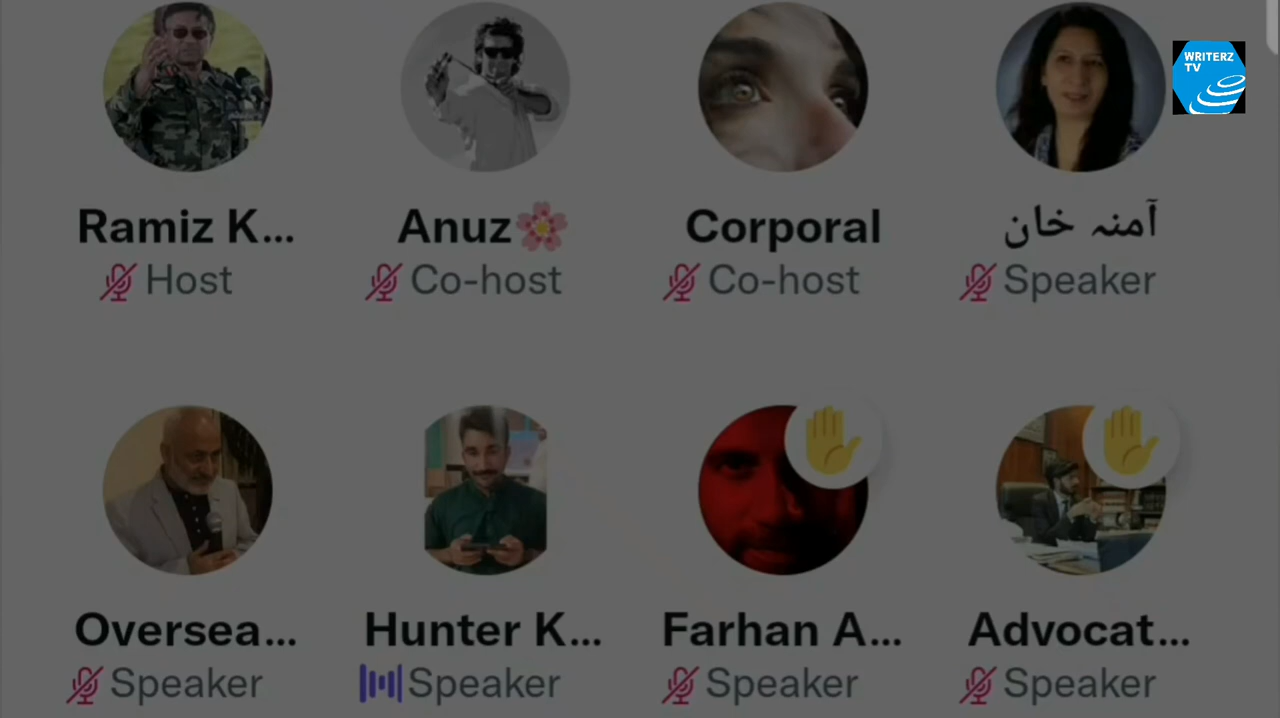 WRITERZ
TV
Ramiz K... Anuz🌸 Corporal آمنہ خان
Host Co-host Co-host Speaker
Oversea... Hunter K... Farhan A... Advocat...
Speaker Speaker Speaker Speaker